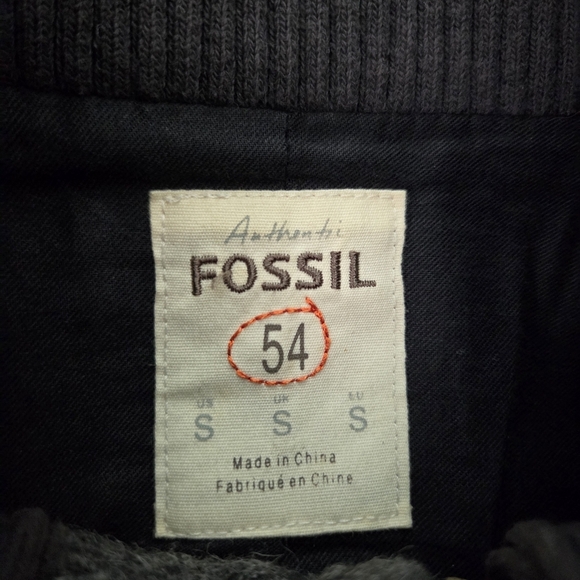 Authentic
FOSSIL
54
US UK EU
S S S
Made in China
Fabriqué en Chine